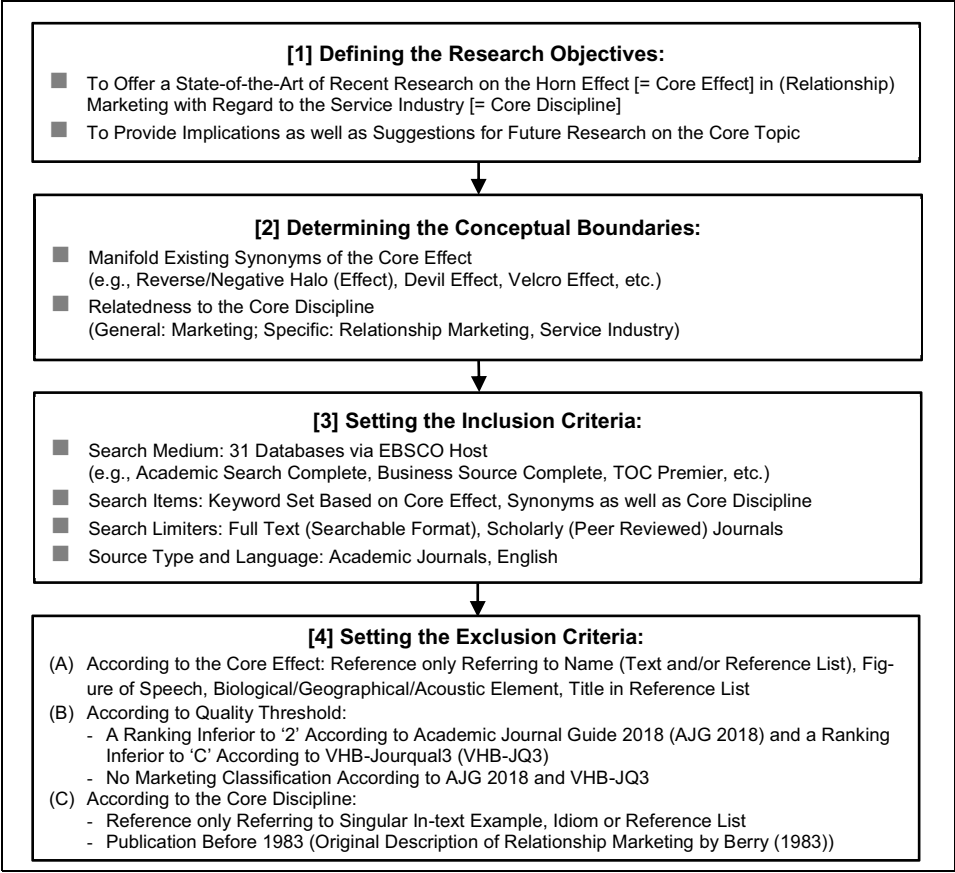 [1] Defining the Research Objectives:
■ To Offer a State-of-the-Art of Recent Research on the Horn Effect [= Core Effect] in (Relationship)
Marketing with Regard to the Service Industry [= Core Discipline]
■ To Provide Implications as well as Suggestions for Future Research on the Core Topic
[2] Determining the Conceptual Boundaries:
■ Manifold Existing Synonyms of the Core Effect
(e.g., Reverse/Negative Halo (Effect), Devil Effect, Velcro Effect, etc.)
■ Relatedness to the Core Discipline
(General: Marketing; Specific: Relationship Marketing, Service Industry)
[3] Setting the Inclusion Criteria:
■ Search Medium: 31 Databases via EBSCO Host
(e.g., Academic Search Complete, Business Source Complete, TOC Premier, etc.)
■ Search Items: Keyword Set Based on Core Effect, Synonyms as well as Core Discipline
■ Search Limiters: Full Text (Searchable Format), Scholarly (Peer Reviewed) Journals
■ Source Type and Language: Academic Journals, English
[4] Setting the Exclusion Criteria:
(A) According to the Core Effect: Reference only Referring to Name (Text and/or Reference List), Fig-
ure of Speech, Biological/Geographical/Acoustic Element, Title in Reference List
(B) According to Quality Threshold:
- A Ranking Inferior to ‘2’ According to Academic Journal Guide 2018 (AJG 2018) and a Ranking
Inferior to ‘C’ According to VHB-Jourqual3 (VHB-JQ3)
- No Marketing Classification According to AJG 2018 and VHB-JQ3
(C) According to the Core Discipline:
- Reference only Referring to Singular In-text Example, Idiom or Reference List
- Publication Before 1983 (Original Description of Relationship Marketing by Berry (1983))